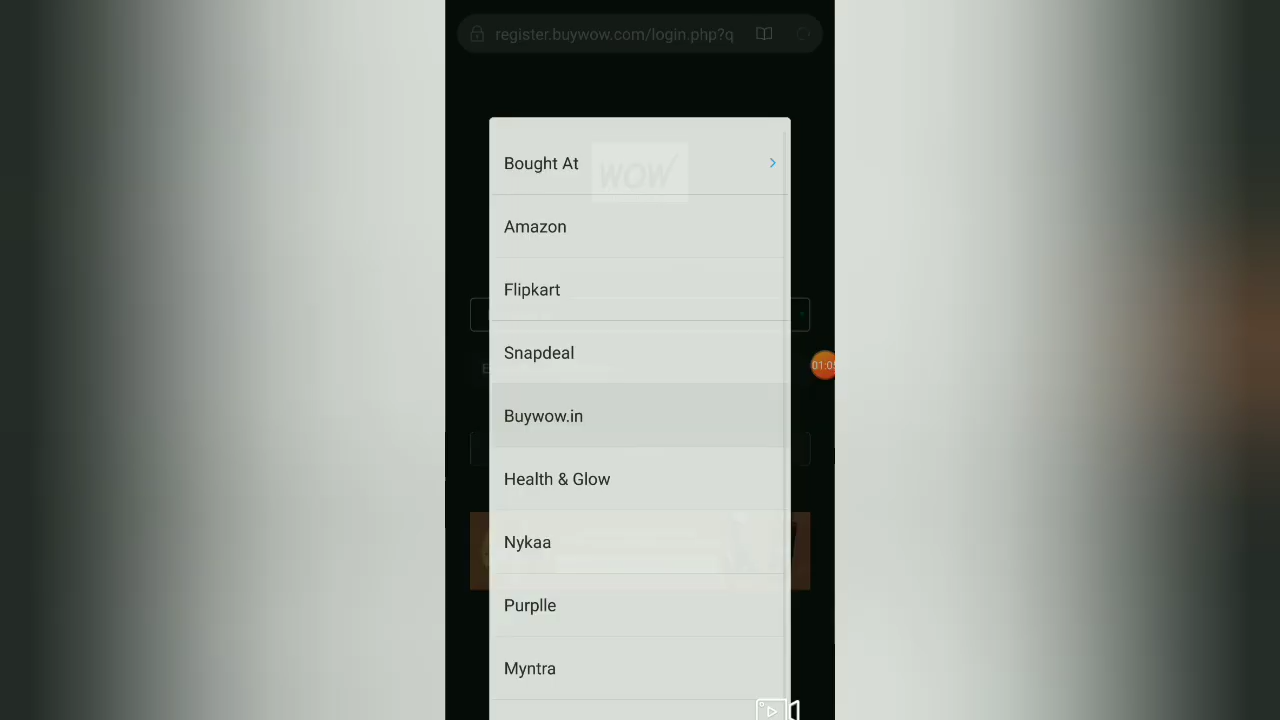 register.buywow.com/login.php?q
Bought At
WOW
Amazon
Flipkart
Snapdeal
Buywow.in
Health & Glow
Nykaa
Purplle
Myntra